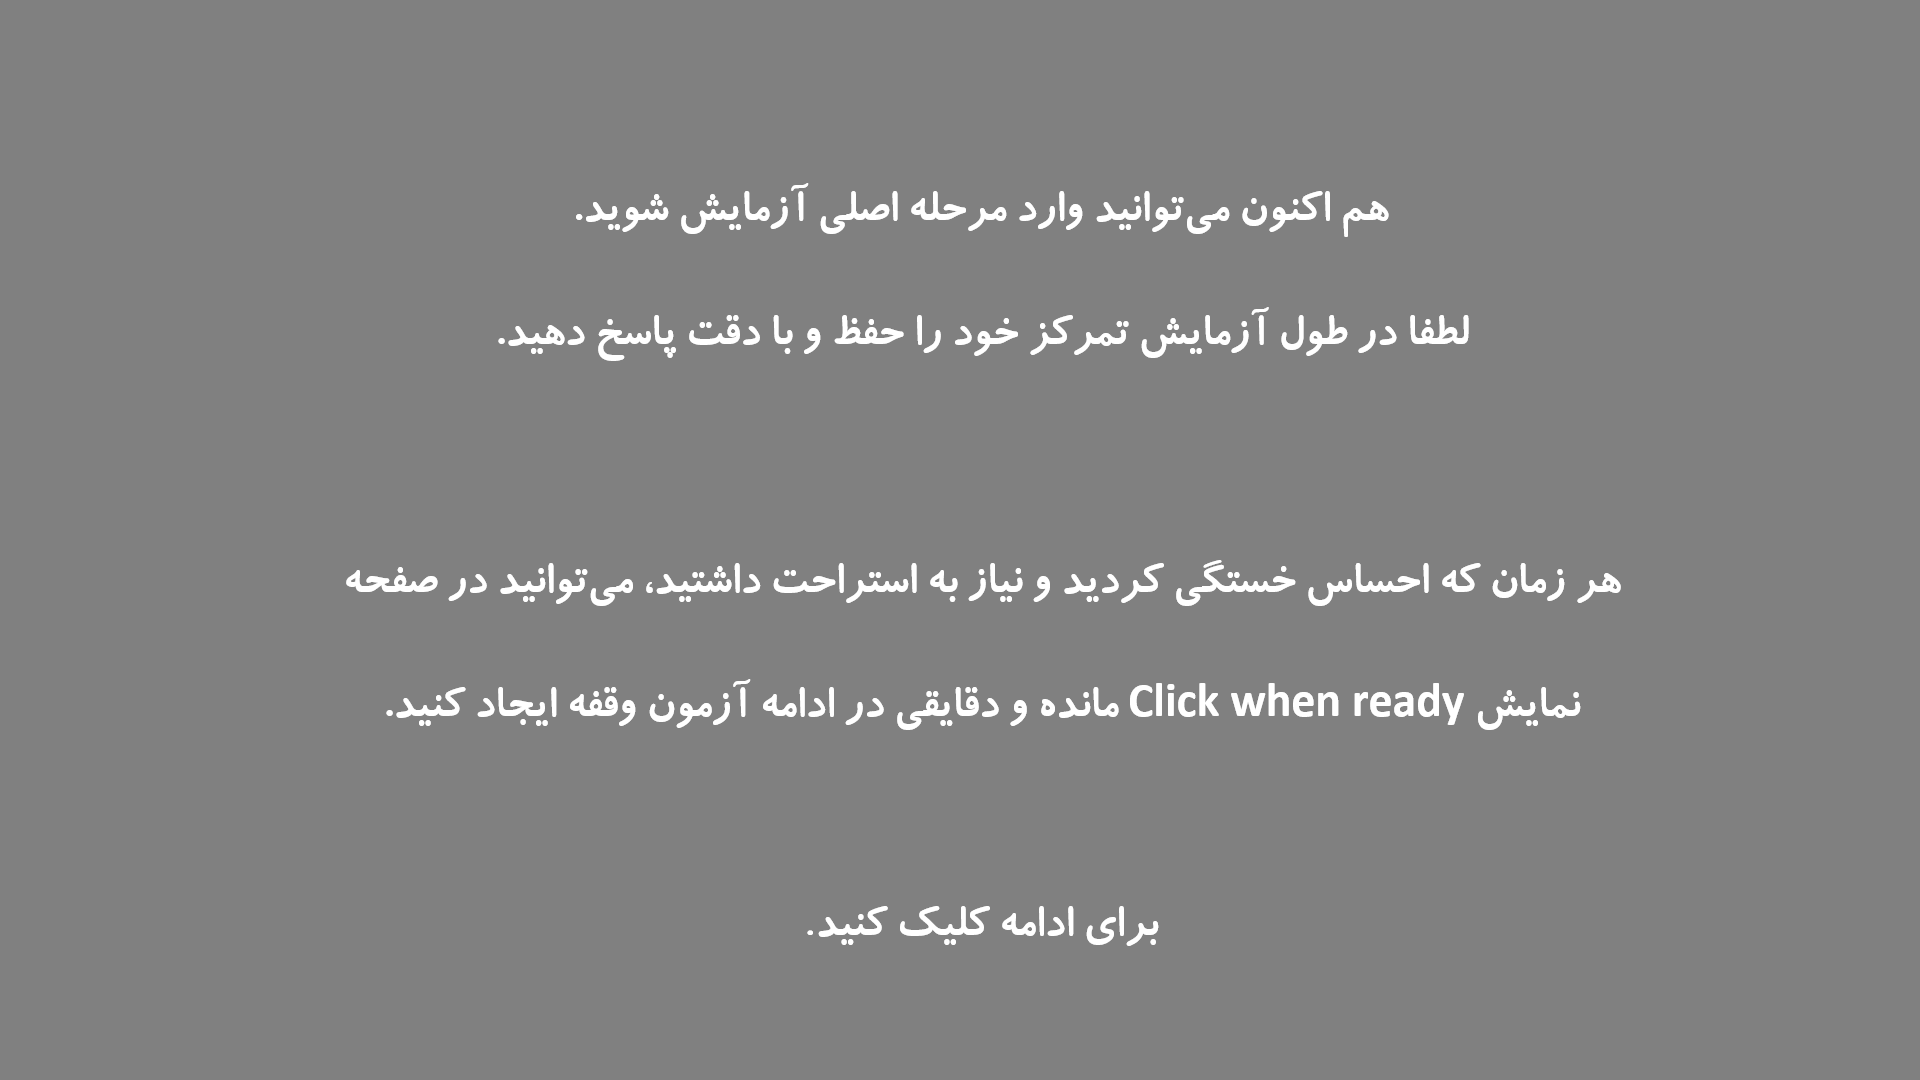 هم اکنون می‌توانید وارد مرحله اصلی آزمایش شوید.
لطفا در طول آزمایش تمرکز خود را حفظ و با دقت پاسخ دهید.
هر زمان که احساس خستگی کردید و نیاز به استراحت داشتید، می‌توانید در صفحه
نمایش Click when ready مانده و دقایقی در ادامه آزمون وقفه ایجاد کنید.
برای ادامه کلیک کنید.